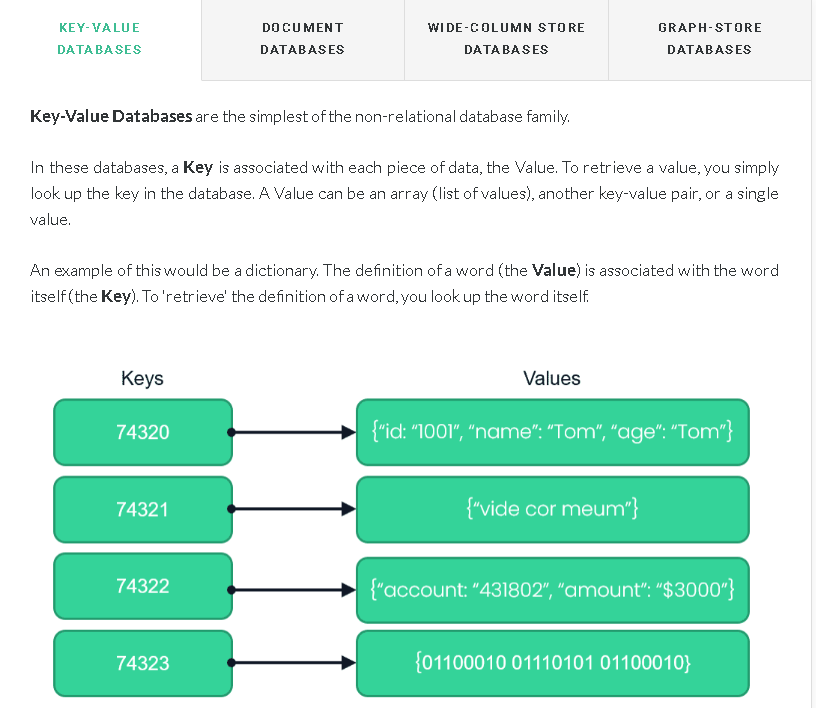 KEY-VALUE DATABASES
DOCUMENT DATABASES
WIDE-COLUMN STORE DATABASES
GRAPH-STORE DATABASES
Key-Value Databases are the simplest of the non-relational database family.
In these databases, a Key is associated with each piece of data, the Value. To retrieve a value, you simply
look up the key in the database. A Value can be an array (list of values), another key-value pair, or a single
value.
An example of this would be a dictionary. The definition of a word (the Value) is associated with the word
itself (the Key). To 'retrieve' the definition of a word, you look up the word itself.
Keys
Values
74320
{“id: “1001”, “name”: “Tom”, “age”: “Tom”}
74321
{“vide cor meum”}
74322
{“account: “431802”, “amount”: “$3000”}
74323
{01100010 01110101 01100010}